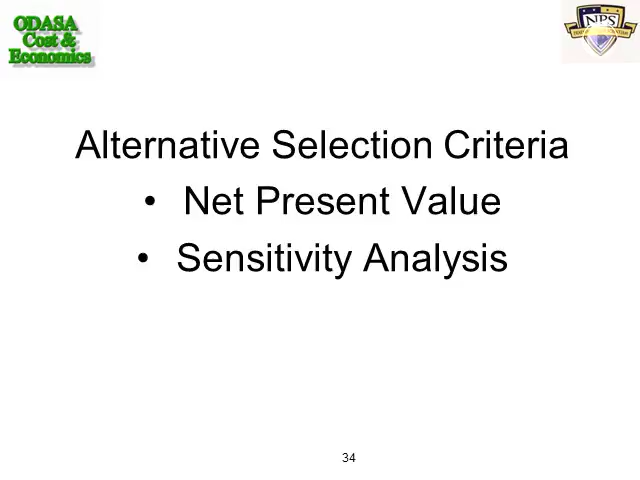 ODASA
Cost &
Economics
NPS
Alternative Selection Criteria
• Net Present Value
• Sensitivity Analysis
34